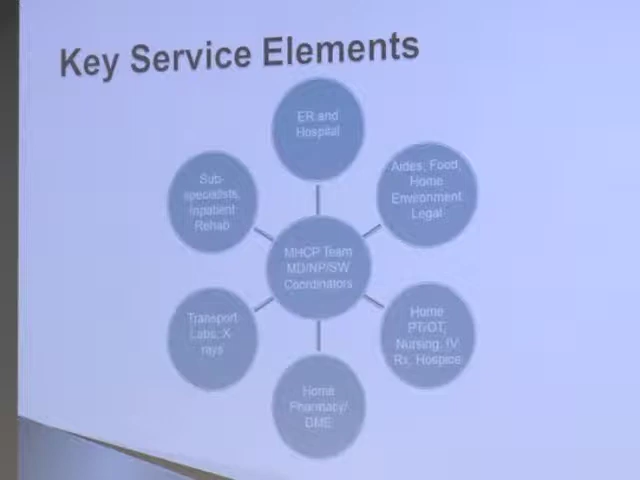 Key Service Elements
ER and
Hospital
Aides, Food,
Home
Environment
Legal
Home
PT/OT,
Nursing, IV
Rx, Hospice
Home
Pharmacy/
DME
Transport
Labs, X-
rays
Sub-
specialists,
Inpatient
Rehab
MHCP Team
MD/NP/SW
Coordinators